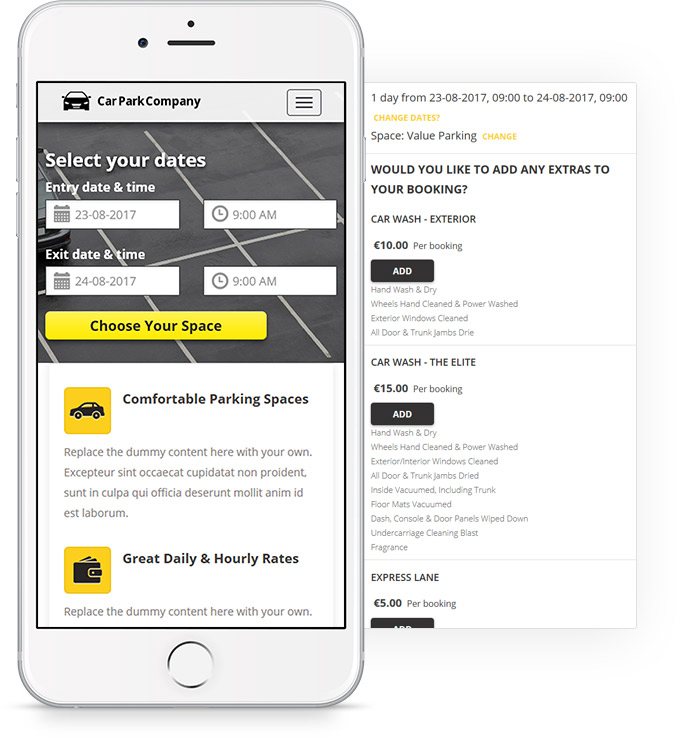 Car Park Company
Select your dates
Entry date & time
23-08-2017
9:00 AM
Exit date & time
24-08-2017
9:00 AM
Choose Your Space
Comfortable Parking Spaces
Replace the dummy content here with your own.
Excepteur sint occaecat cupidatat non proident,
sunt in culpa qui officia deserunt mollit anim id
est laborum.
Great Daily & Hourly Rates
Replace the dummy content here with your own.
1 day from 23-08-2017, 09:00 to 24-08-2017, 09:00
CHANGE DATES?
Space: Value Parking CHANGE
WOULD YOU LIKE TO ADD ANY EXTRAS TO
YOUR BOOKING?
CAR WASH - EXTERIOR
€10.00 Per booking
ADD
Hand Wash & Dry
Wheels Hand Cleaned & Power Washed
Exterior Windows Cleaned
All Door & Trunk Jambs Drie
CAR WASH - THE ELITE
€15.00 Per booking
ADD
Hand Wash & Dry
Wheels Hand Cleaned & Power Washed
Exterior/Interior Windows Cleaned
All Door & Trunk Jambs Dried
Inside Vacuumed, Including Trunk
Floor Mats Vacuumed
Dash, Console & Door Panels Wiped Down
Undercarriage Cleaning Blast
Fragrance
EXPRESS LANE
€5.00 Per booking
ADD